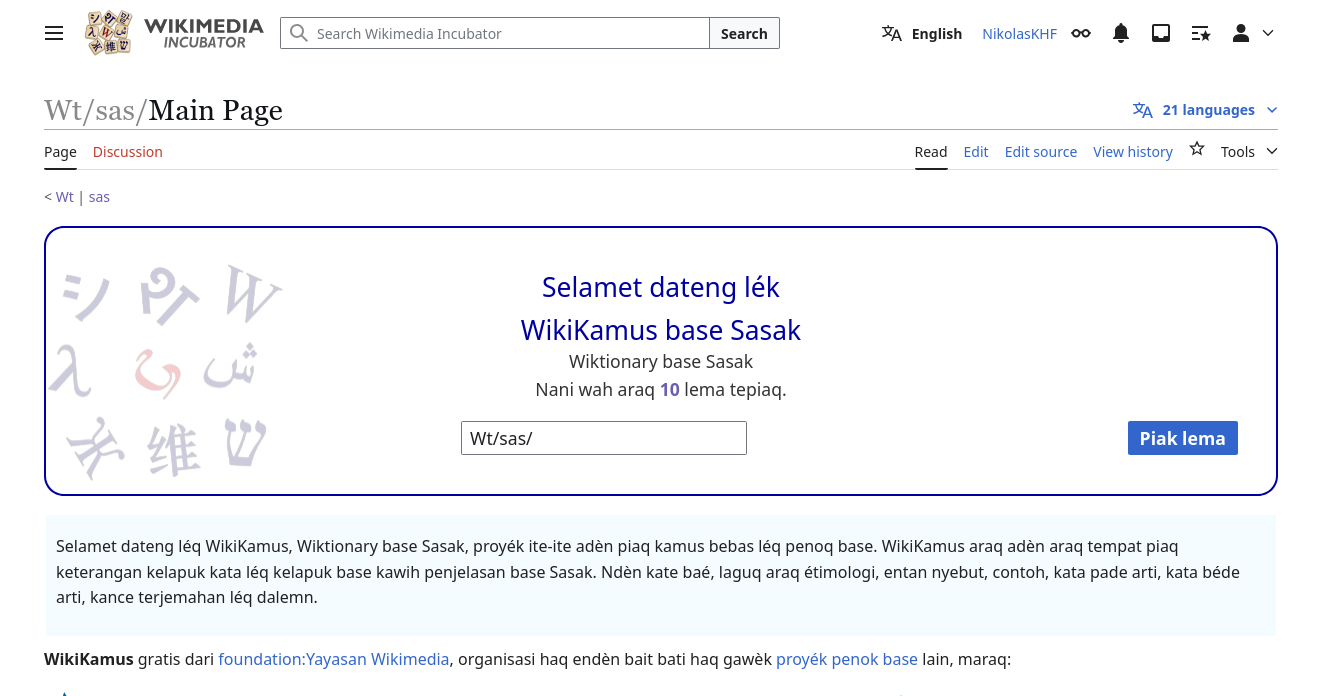 WIKIMEDIA
INCUBATOR
Search Wikimedia Incubator
Search
English
NikolasKHF
Wt/sas/Main Page
21 languages
Page Discussion
Read Edit Edit source View history Tools
< Wt | sas
シ W
λ ش
维 ש
Selamet dateng lék
WikiKamus base Sasak
Wiktionary base Sasak
Nani wah araq 10 lema tepiaq.
Wt/sas/
Piak lema
Selamet dateng léq WikiKamus, Wiktionary base Sasak, proyék ite-ite adèn piaq kamus bebas léq penoq base. WikiKamus araq adèn araq tempat piaq
keterangan kelapuk kata léq kelapuk base kawih penjelasan base Sasak. Ndèn kate baé, laguq araq étimologi, entan nyebut, contoh, kata pade arti, kata béde
arti, kance terjemahan léq dalemn.
WikiKamus gratis dari foundation:Yayasan Wikimedia, organisasi haq endèn bait bati haq gawèk proyék penok base lain, maraq: